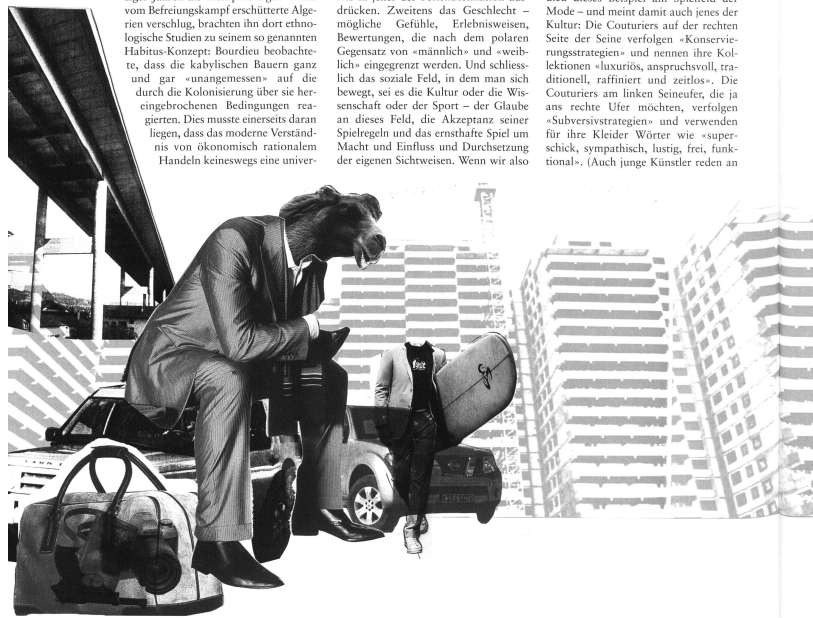 vom Befreiungskampf erschütterte Alge-
rien verschlug, brachten ihn dort ethno-
logische Studien zu seinem so genannten
Habitus-Konzept: Bourdieu beobachte-
te, dass die kabylischen Bauern ganz
und gar «unangemessen» auf die
durch die Kolonisierung über sie her-
eingebrochenen Bedingungen rea-
gierten. Dies musste einerseits daran
liegen, dass das moderne Verständ-
nis von ökonomisch rationalem
Handeln keineswegs eine univer-
drücken. Zweitens das Geschlecht –
mögliche Gefühle, Erlebnisweisen,
Bewertungen, die nach dem polaren
Gegensatz von «männlich» und «weib-
lich» eingegrenzt werden. Und schliess-
lich das soziale Feld, in dem man sich
bewegt, sei es die Kultur oder die Wis-
senschaft oder der Sport – der Glaube
an dieses Feld, die Akzeptanz seiner
Spielregeln und das ernsthafte Spiel um
Macht und Einfluss und Durchsetzung
der eigenen Sichtweisen. Wenn wir also
dieu dieses Beispiel am Spielfeld der
Mode – und meint damit auch jenes der
Kultur: Die Couturiers auf der rechten
Seite der Seine verfolgen «Konservie-
rungsstrategien» und nennen ihre Kol-
lektionen «luxuriös, anspruchsvoll, tra-
ditionell, raffiniert und zeitlos». Die
Couturiers am linken Seineufer, die ja
ans rechte Ufer möchten, verfolgen
«Subversivstrategien» und verwenden
für ihre Kleider Wörter wie «super-
schick, sympathisch, lustig, frei, funk-
tional». (Auch junge Künstler reden an